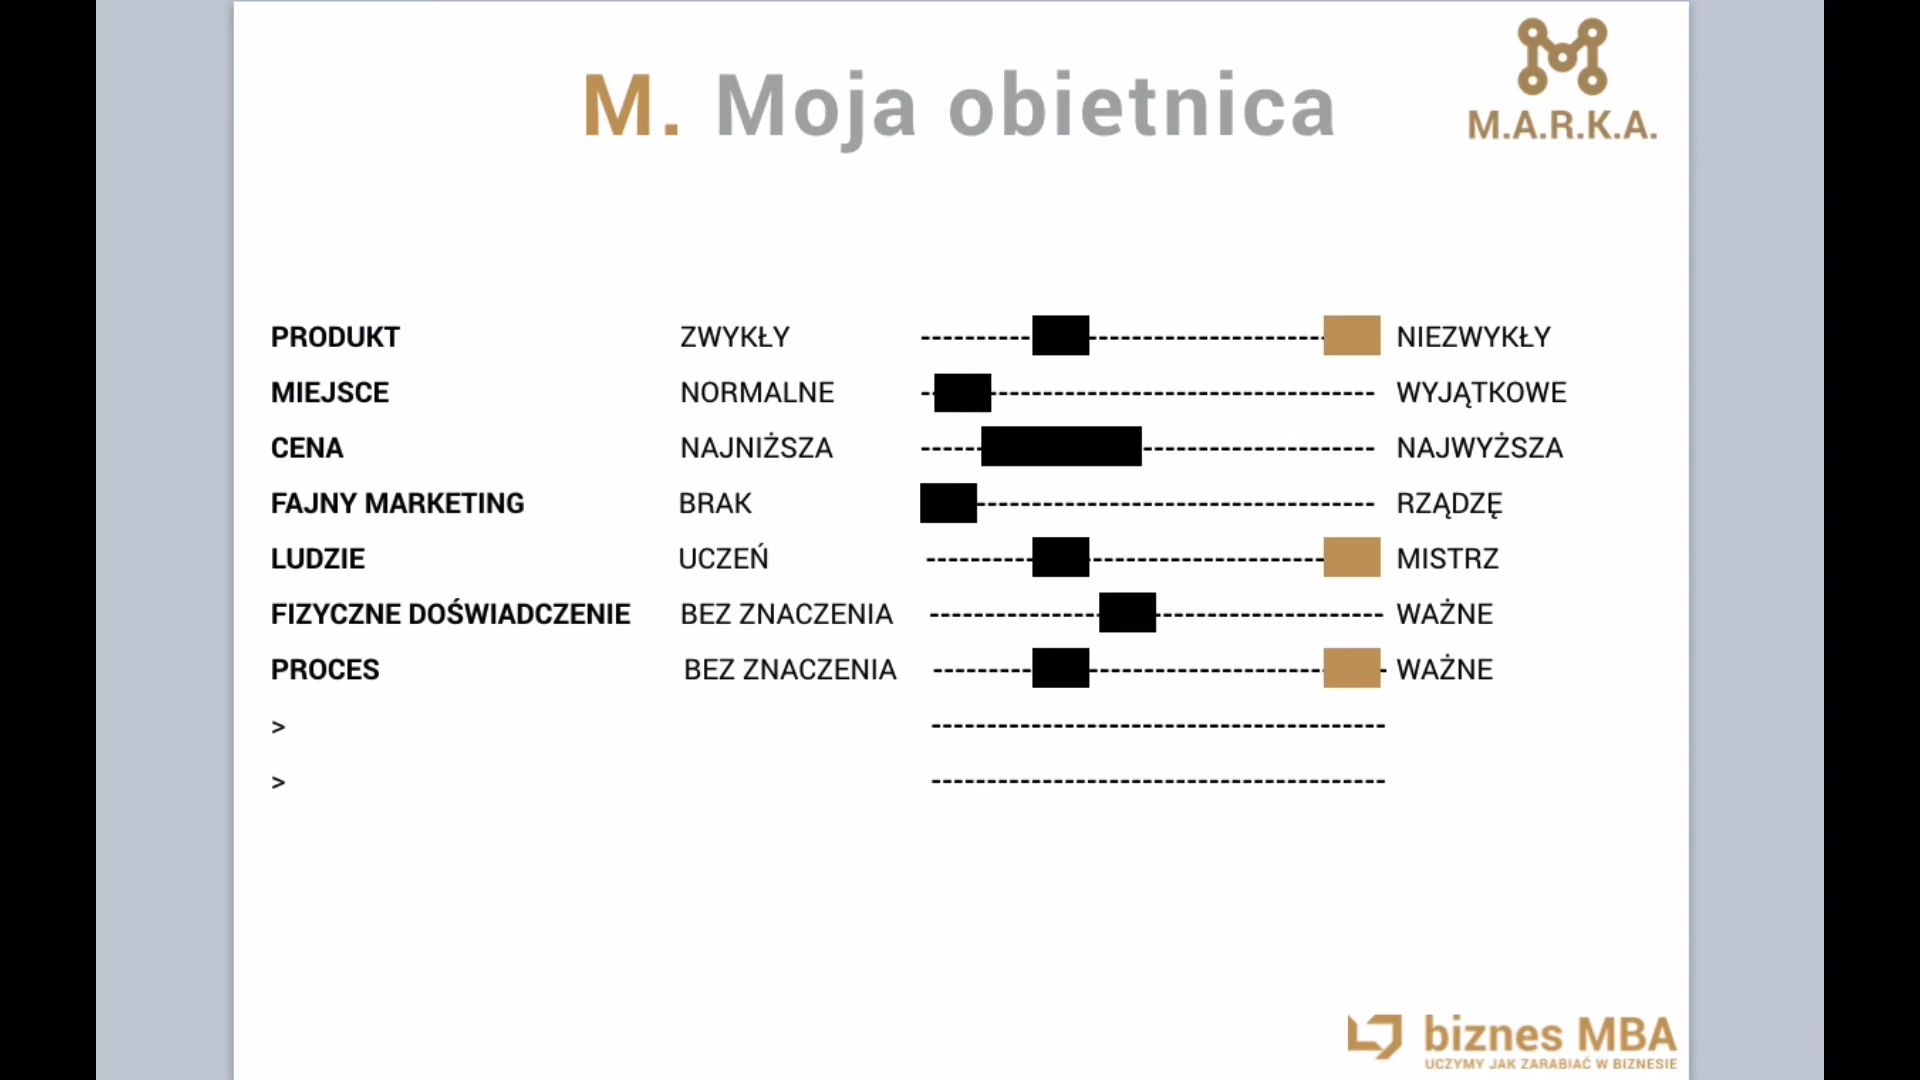 M. Moja obietnica
M.A.R.K.A.
PRODUKT ZWYKŁY NIEZWYKŁY
MIEJSCE NORMALNE WYJĄTKOWE
CENA NAJNIŻSZA NAJWYŻSZA
FAJNY MARKETING BRAK RZĄDZĘ
LUDZIE UCZEŃ MISTRZ
FIZYCZNE DOŚWIADCZENIE BEZ ZNACZENIA WAŻNE
PROCES BEZ ZNACZENIA WAŻNE
>
>
biznes MBA
UCZYMY JAK ZARABIAĆ W BIZNESIE